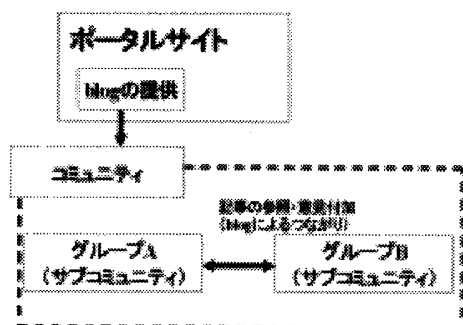 ポータルサイト
blogの提供
コミュニティ
記事の参照・意見付加
(blogによるつながり)
グループA
(サブコミュニティ)
グループB
(サブコミュニティ)